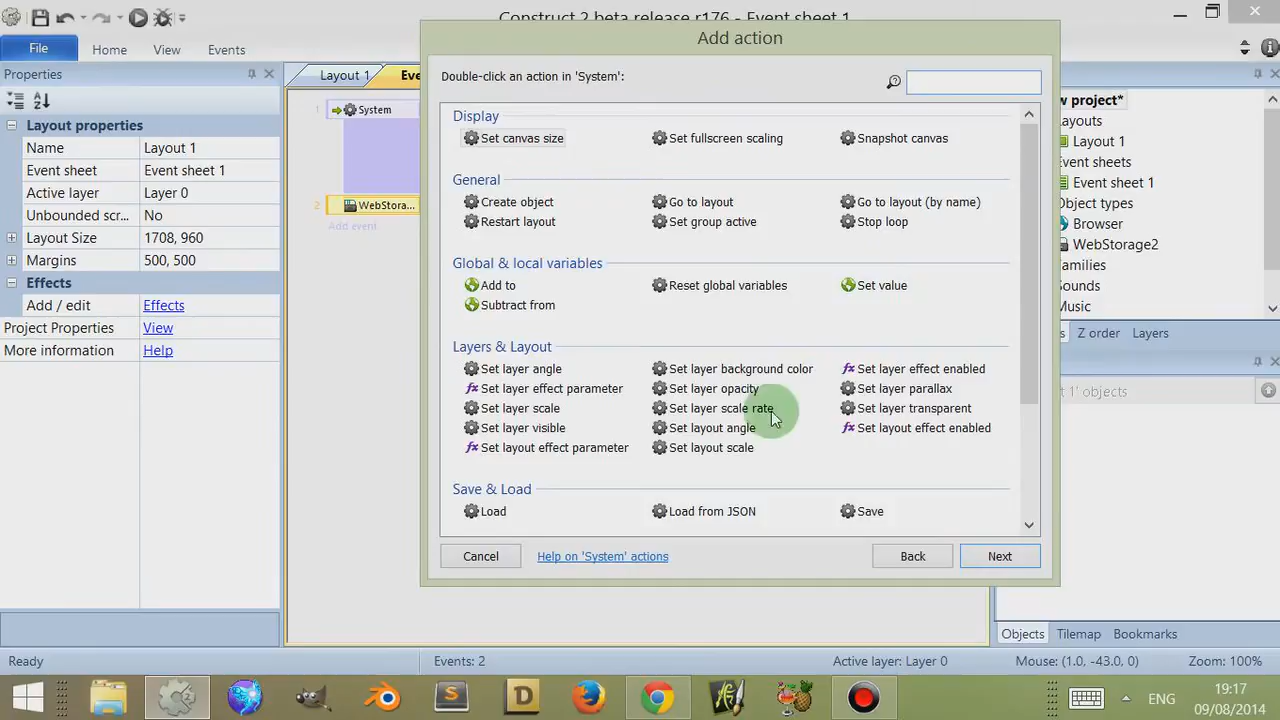 Construct 2 beta release r176 - Event sheet 1
File
Home
View
Events
Properties
Layout properties
Name Layout 1
Event sheet Event sheet 1
Active layer Layer 0
Unbounded scr... No
Layout Size 1708, 960
Margins 500, 500
Effects
Add / edit Effects
Project Properties View
More information Help
Layout 1
Eve
1 System
2 WebStora...
Add event
Add action
Double-click an action in 'System':
Display
Set canvas size Set fullscreen scaling Snapshot canvas
General
Create object Go to layout Go to layout (by name)
Restart layout Set group active Stop loop
Global & local variables
Add to Reset global variables Set value
Subtract from
Layers & Layout
Set layer angle Set layer background color Set layer effect enabled
Set layer effect parameter Set layer opacity Set layer parallax
Set layer scale Set layer scale rate Set layer transparent
Set layer visible Set layout angle Set layout effect enabled
Set layout effect parameter Set layout scale
Save & Load
Load Load from JSON Save
Cancel
Help on 'System' actions
Back
Next
w project*
ayouts
Layout 1
Event sheets
Event sheet 1
Object types
Browser
WebStorage2
Families
Sounds
Music
s Z order Layers
1' objects
Objects Tilemap Bookmarks
Ready Events: 2 Active layer: Layer 0 Mouse: (1.0, -43.0, 0) Zoom: 100%
S
D
ENG
19:17
09/08/2014